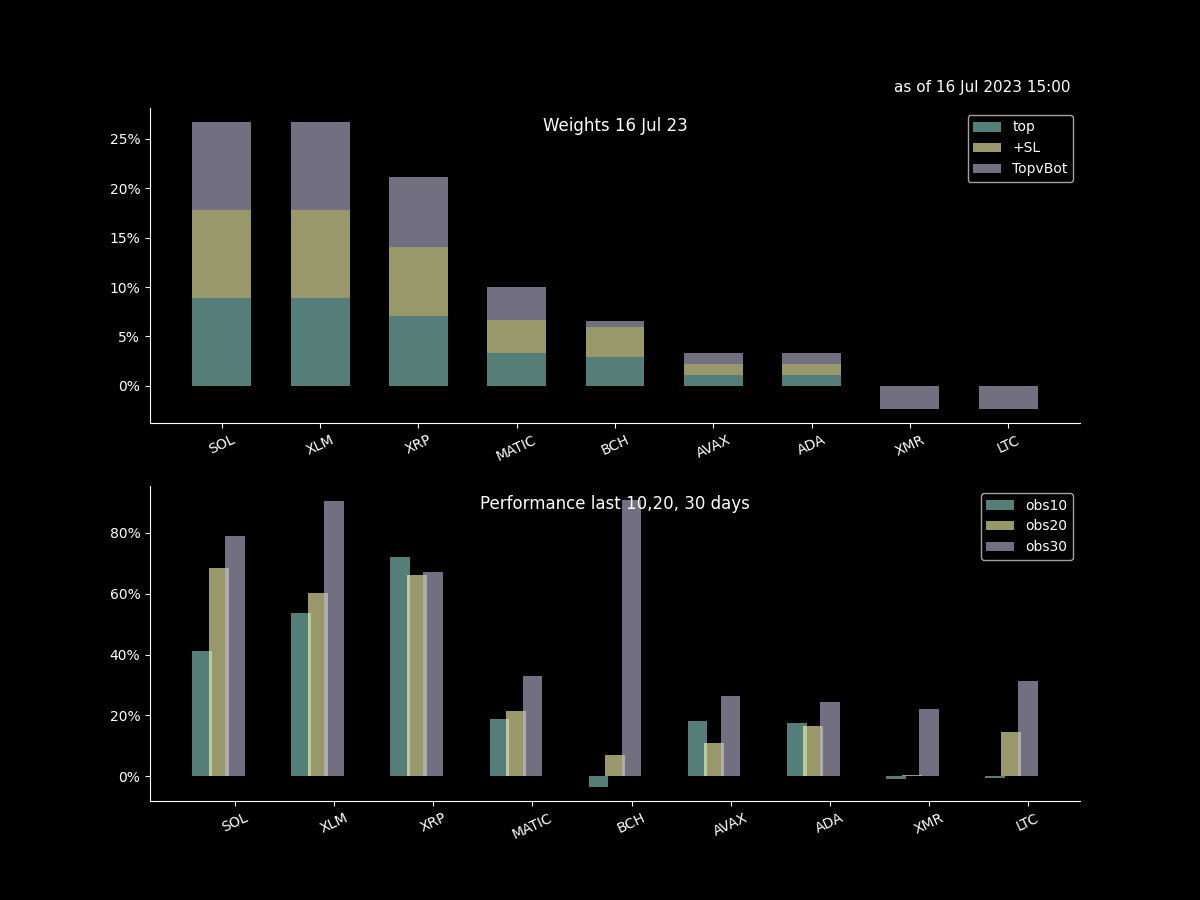 as of 16 Jul 2023 15:00
Weights 16 Jul 23
top
+SL
TopvBot
25%
20%
15%
10%
5%
0%
SOL XLM XRP MATIC BCH AVAX ADA XMR LTC
Performance last 10,20, 30 days
obs10
obs20
obs30
80%
60%
40%
20%
0%
SOL XLM XRP MATIC BCH AVAX ADA XMR LTC